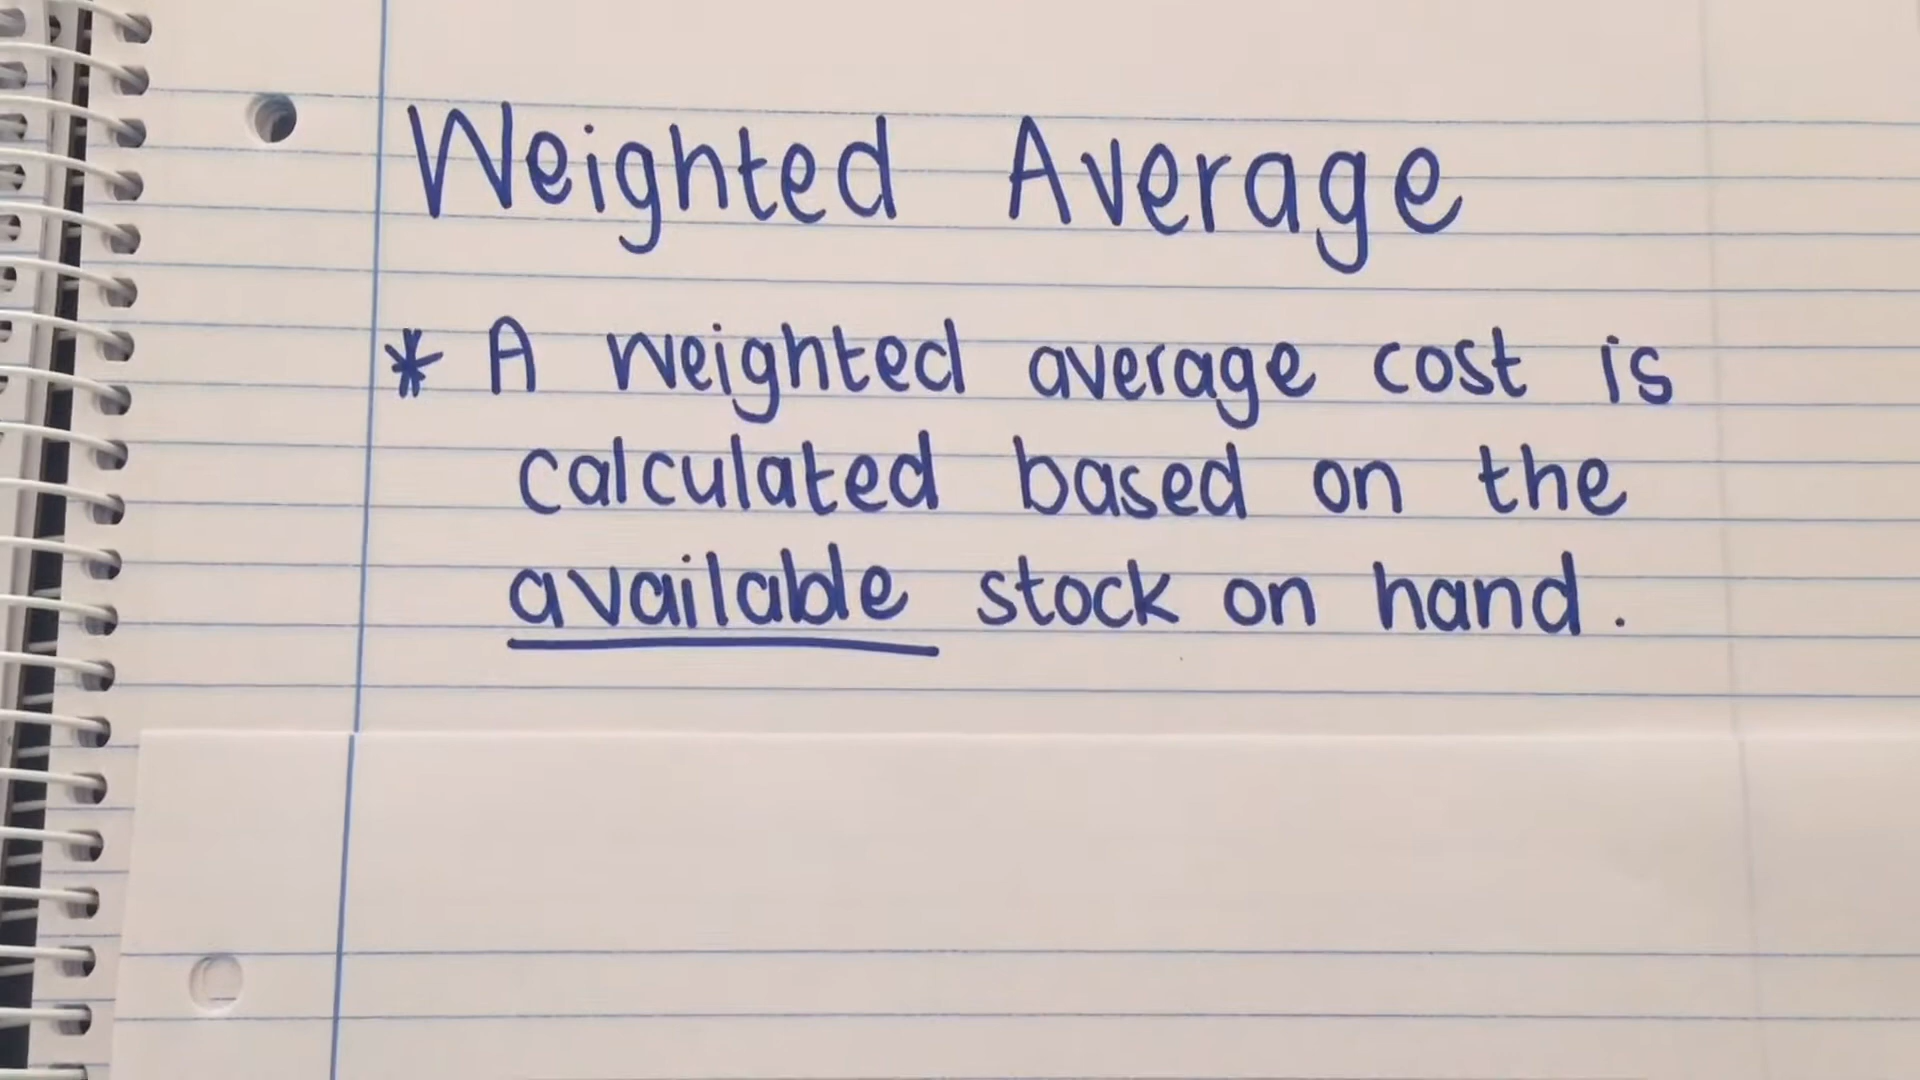 Weighted Average
* A weighted average cost is
calculated based on the
available stock on hand.